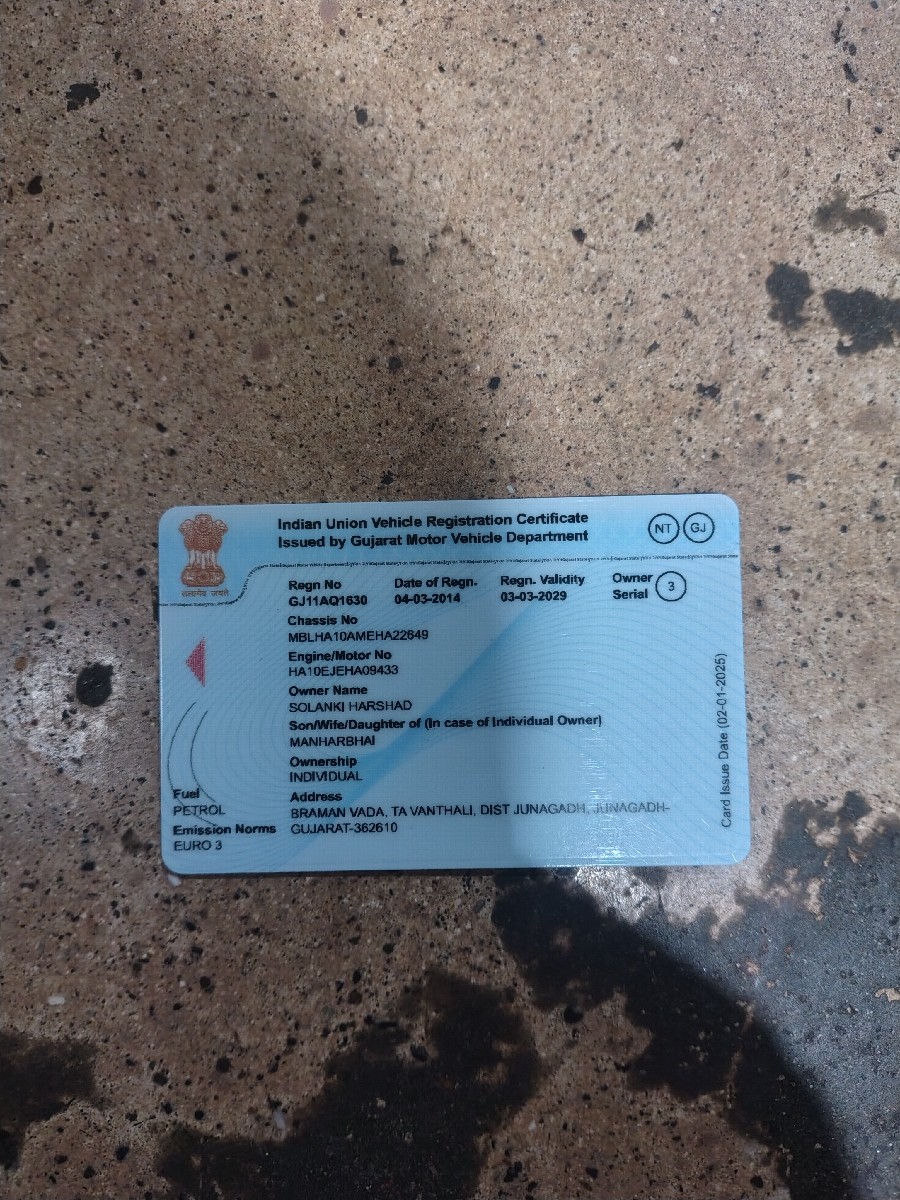 Indian Union Vehicle Registration Certificate
Issued by Gujarat Motor Vehicle Department
NT GJ
सत्यमेव जयते
Regn No Date of Regn. Regn. Validity Owner Serial 3
GJ11AQ1630 04-03-2014 03-03-2029
Chassis No
MBLHA10AMEHA22649
Engine/Motor No
HA10EJEHA09433
Owner Name
SOLANKI HARSHAD
Son/Wife/Daughter of (In case of Individual Owner)
MANHARBHAI
Ownership
INDIVIDUAL
Fuel
PETROL
Emission Norms
EURO 3
Address
BRAMAN VADA, TA VANTHALI, DIST JUNAGADH, JUNAGADH-
GUJARAT-362610
Card Issue Date (02-01-2025)